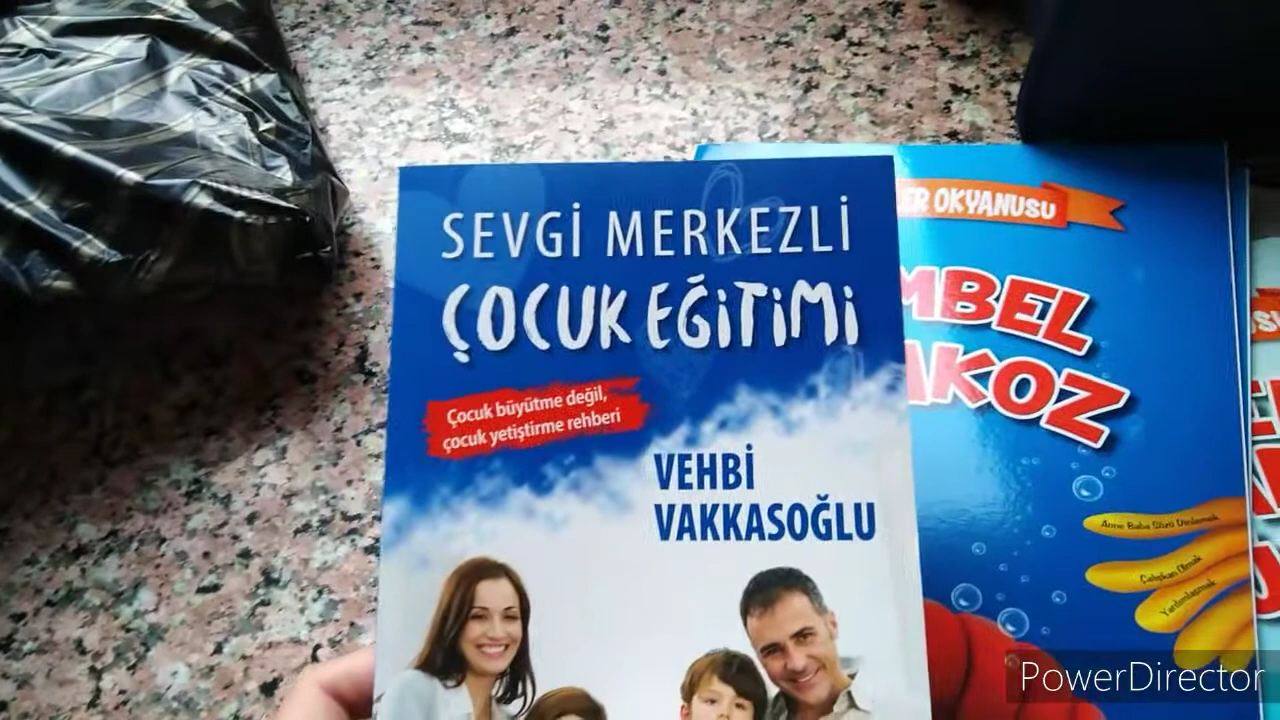 SEVGİ MERKEZLİ
ÇOCUK EĞİTİMİ
Çocuk büyütme değil,
çocuk yetiştirme rehberi
VEHBİ
VAKKASOĞLU
ER OKYANUSU
MBEL
AKOZ
Anne Baba Sözü Dinlemek
Çalışkan Olmak
Yardımlaşmak
PowerDirector